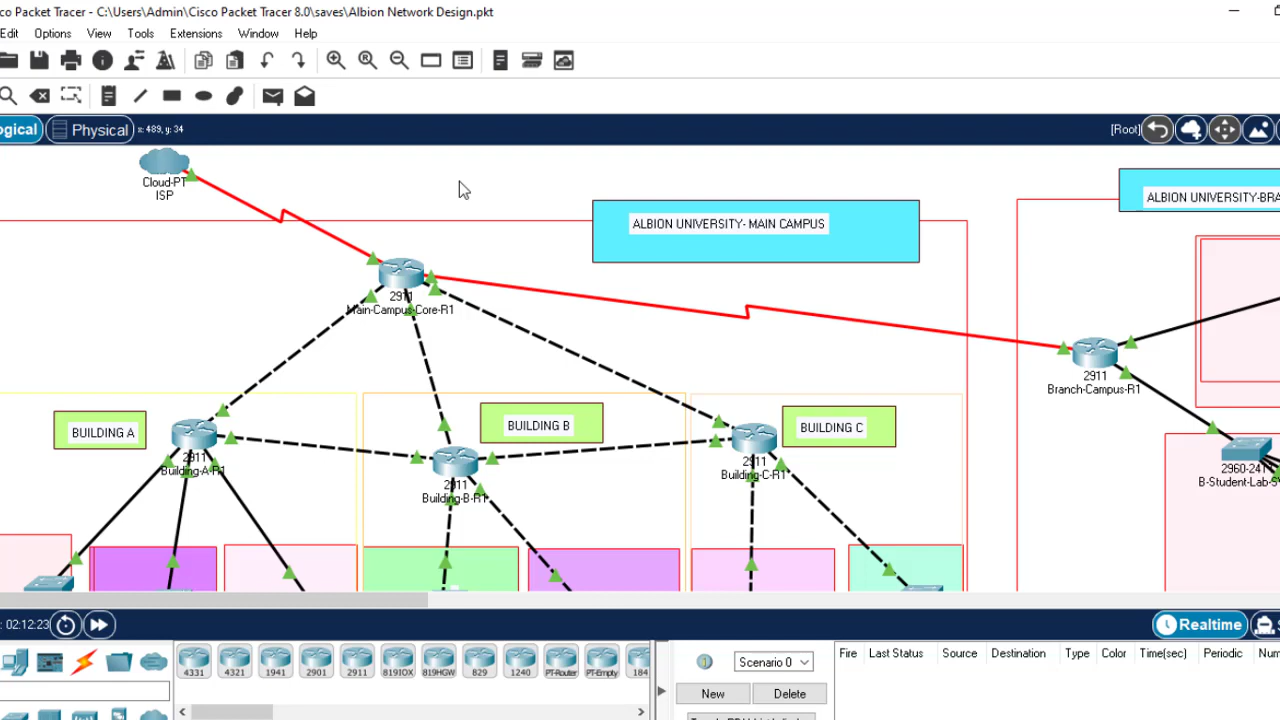 Cisco Packet Tracer - C:\Users\Admin\Cisco Packet Tracer 8.0\saves\Albion Network Design.pkt
Edit Options View Tools Extensions Window Help
Logical Physical x: 489, y: 34
[Root]
Cloud-PT
ISP
ALBION UNIVERSITY- MAIN CAMPUS
ALBION UNIVERSITY-BRA
2911
Main-Campus-Core-R1
2911
Branch-Campus-R1
BUILDING A
BUILDING B
BUILDING C
2911
Building-A-R1
2911
Building-B-R1
2911
Building-C-R1
2960-24T
B-Student-Lab-S
: 02:12:23
Realtime
4331 4321 1941 2901 2911 819IOX 819HGW 829 1240 PT-Router PT-Empty 184
Scenario 0
New Delete
Fire Last Status Source Destination Type Color Time(sec) Periodic Num